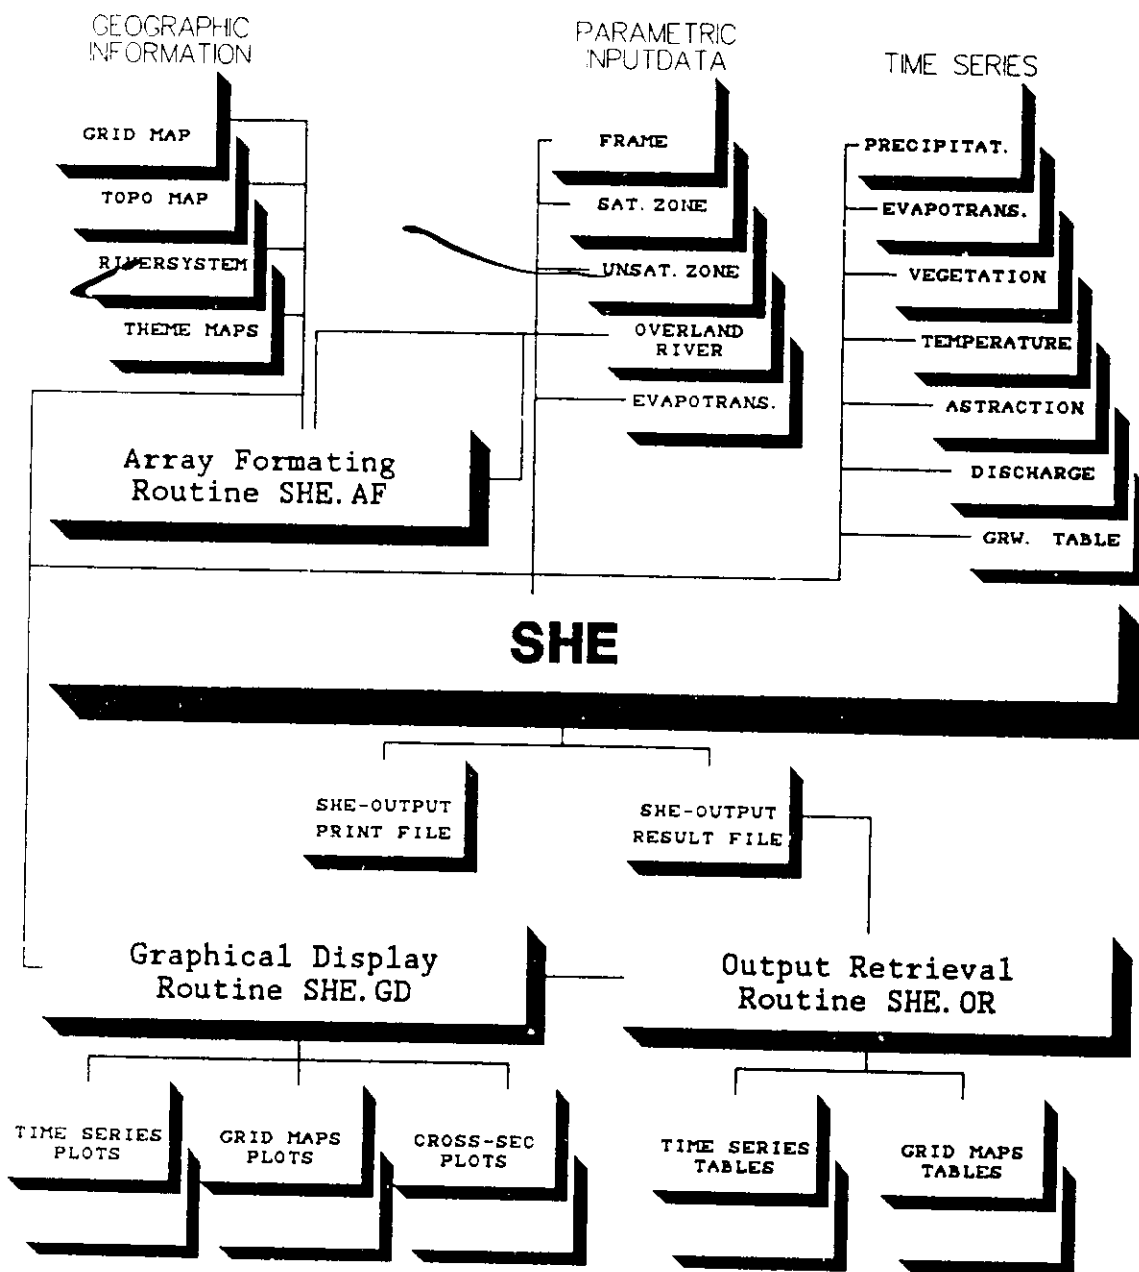 GEOGRAPHIC
INFORMATION
GRID MAP
TOPO MAP
RIVERSYSTEM
THEME MAPS
PARAMETRIC
INPUTDATA
FRAME
SAT. ZONE
UNSAT. ZONE
OVERLAND
RIVER
EVAPOTRANS.
TIME SERIES
PRECIPITAT.
EVAPOTRANS.
VEGETATION
TEMPERATURE
ASTRACTION
DISCHARGE
GRW. TABLE
Array Formating
Routine SHE.AF
SHE
SHE-OUTPUT
PRINT FILE
SHE-OUTPUT
RESULT FILE
Graphical Display
Routine SHE.GD
Output Retrieval
Routine SHE.OR
TIME SERIES
PLOTS
GRID MAPS
PLOTS
CROSS-SEC
PLOTS
TIME SERIES
TABLES
GRID MAPS
TABLES